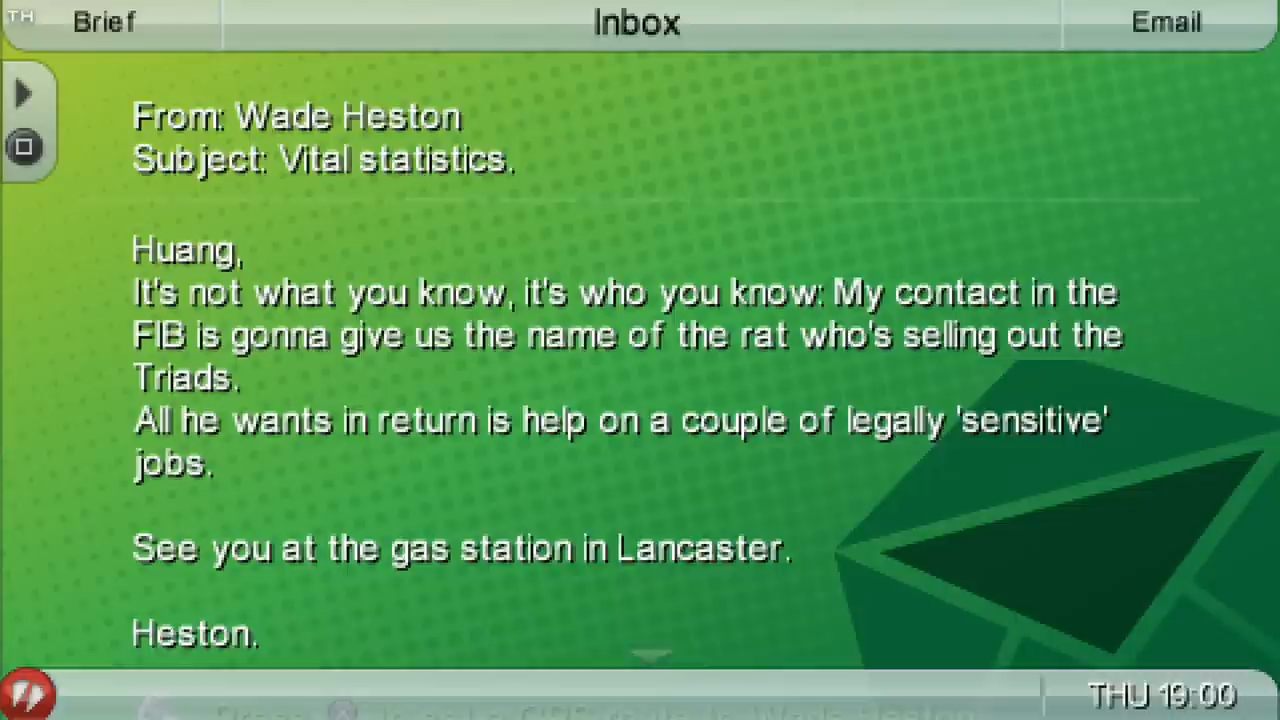 TH
Brief
Inbox
Email
From: Wade Heston
Subject: Vital statistics.
Huang,
It's not what you know, it's who you know: My contact in the
FIB is gonna give us the name of the rat who's selling out the
Triads.
All he wants in return is help on a couple of legally 'sensitive'
jobs.
See you at the gas station in Lancaster.
Heston.
THU 19:00